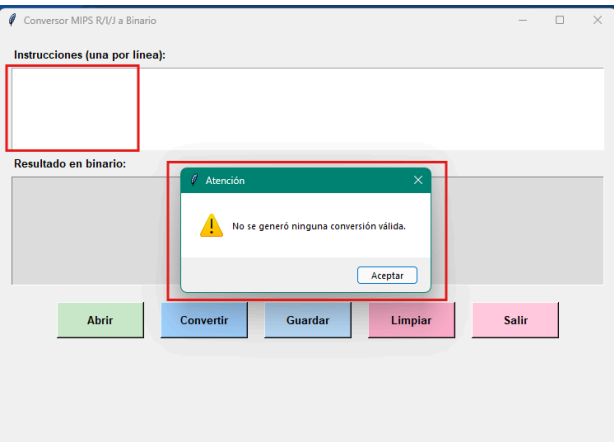 Conversor MIPS R/I/J a Binario
Instrucciones (una por línea):
Resultado en binario:
Atención
No se generó ninguna conversión válida.
Aceptar
Abrir Convertir Guardar Limpiar Salir